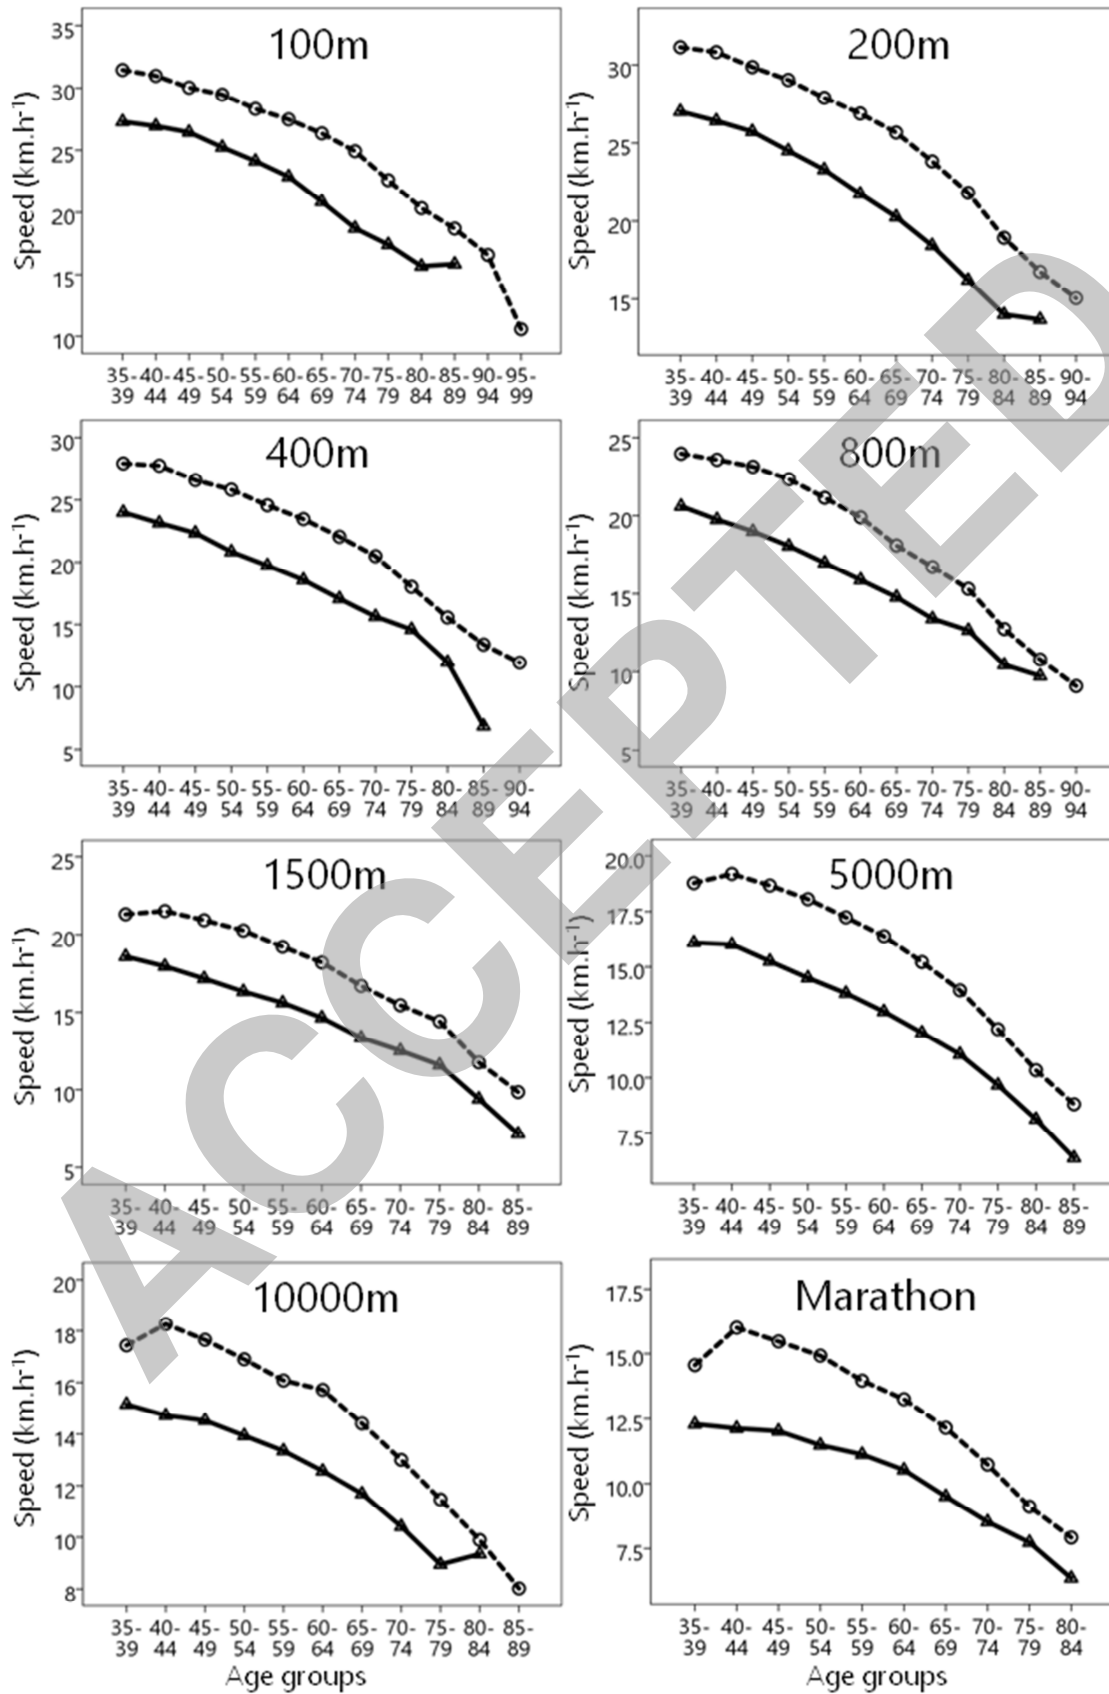 100m
35
30
25
20
15
10
Speed (km.h-1)
35- 40- 45- 50- 55- 60- 65- 70- 75- 80- 85- 90- 95-
39 44 49 54 59 64 69 74 79 84 89 94 99
200m
30
25
20
15
Speed (km.h-1)
35- 40- 45- 50- 55- 60- 65- 70- 75- 80- 85- 90-
39 44 49 54 59 64 69 74 79 84 89 94
400m
30
25
20
15
10
5
Speed (km.h-1)
35- 40- 45- 50- 55- 60- 65- 70- 75- 80- 85- 90-
39 44 49 54 59 64 69 74 79 84 89 94
800m
25
20
15
10
5
Speed (km.h-1)
35- 40- 45- 50- 55- 60- 65- 70- 75- 80- 85- 90-
39 44 49 54 59 64 69 74 79 84 89 94
1500m
25
20
15
10
5
Speed (km.h-1)
35- 40- 45- 50- 55- 60- 65- 70- 75- 80- 85-
39 44 49 54 59 64 69 74 79 84 89
5000m
20.0
17.5
15.0
12.5
10.0
7.5
Speed (km.h-1)
35- 40- 45- 50- 55- 60- 65- 70- 75- 80- 85-
39 44 49 54 59 64 69 74 79 84 89
10000m
20
18
16
14
12
10
8
Speed (km.h-1)
35- 40- 45- 50- 55- 60- 65- 70- 75- 80- 85-
39 44 49 54 59 64 69 74 79 84 89
Age groups
Marathon
17.5
15.0
12.5
10.0
7.5
Speed (km.h-1)
35- 40- 45- 50- 55- 60- 65- 70- 75- 80-
39 44 49 54 59 64 69 74 79 84
Age groups
ACCEPTED